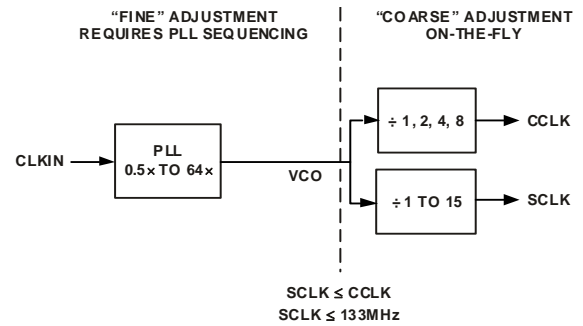 “FINE” ADJUSTMENT
REQUIRES PLL SEQUENCING
“COARSE” ADJUSTMENT
ON-THE-FLY
CLKIN
PLL
0.5× TO 64×
VCO
÷ 1, 2, 4, 8
CCLK
÷ 1 TO 15
SCLK
SCLK ≤ CCLK
SCLK ≤ 133MHz